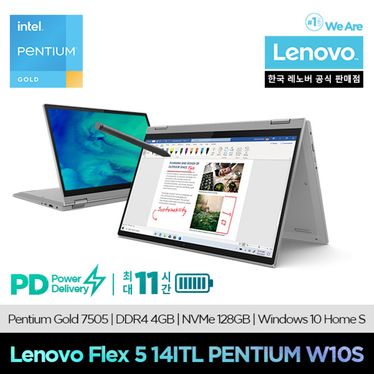 intel.
PENTIUM
GOLD
#1 We Are
Lenovo
한국 레노버 공식 판매점
PD Power Delivery
최대 11시간
Pentium Gold 7505 | DDR4 4GB | NVMe 128GB | Windows 10 Home S
Lenovo Flex 5 14ITL PENTIUM W10S